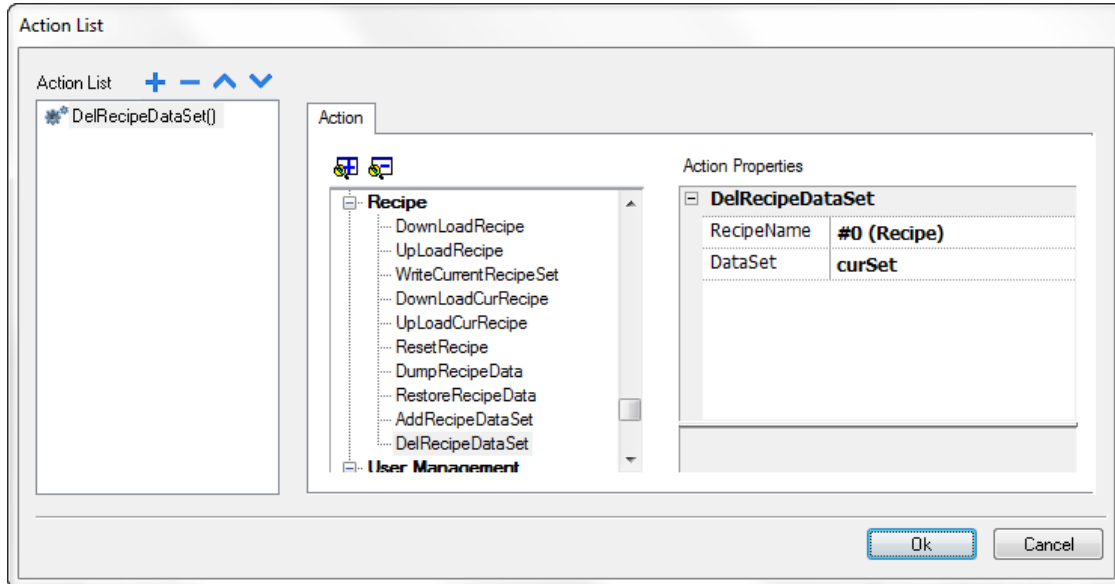 Action List
Action List
DelRecipeDataSet()
Action
Recipe
DownLoadRecipe
UpLoadRecipe
WriteCurrentRecipeSet
DownLoadCurRecipe
UpLoadCurRecipe
ResetRecipe
DumpRecipeData
RestoreRecipeData
AddRecipeDataSet
DelRecipeDataSet
User Management
Action Properties
DelRecipeDataSet
RecipeName #0 (Recipe)
DataSet curSet
Ok Cancel